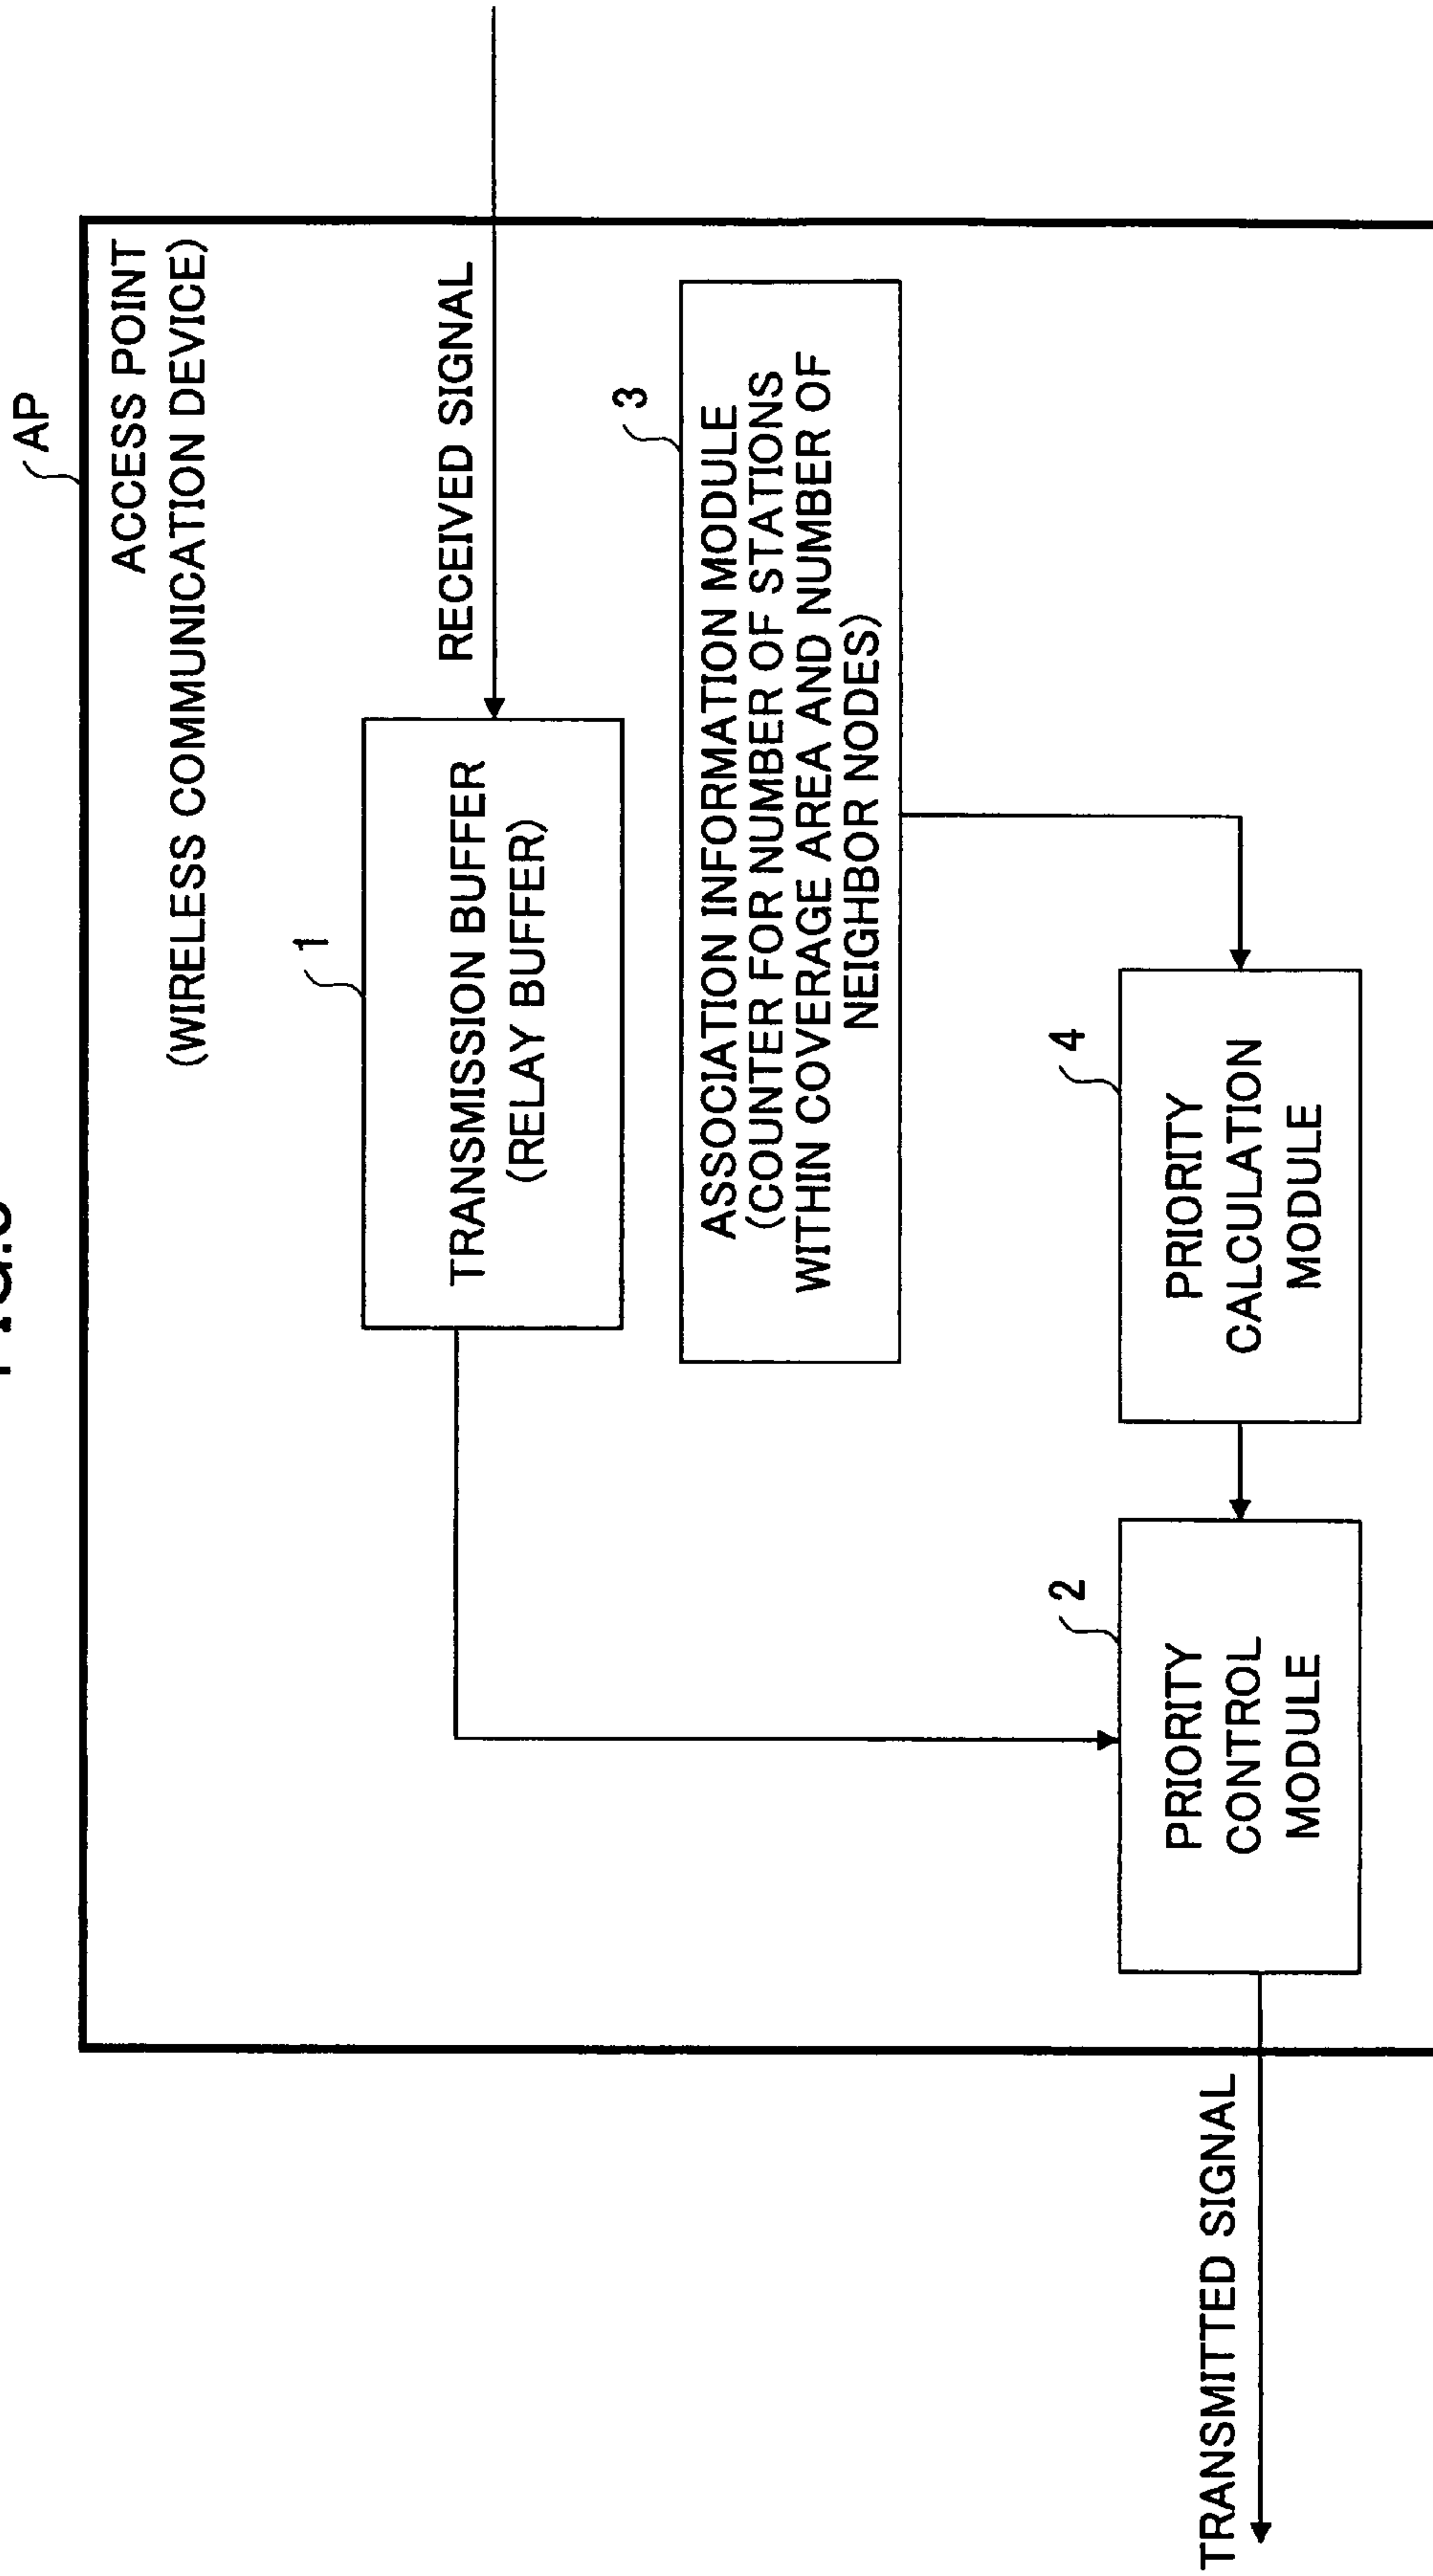 AP
ACCESS POINT
(WIRELESS COMMUNICATION DEVICE)
1
TRANSMISSION BUFFER
(RELAY BUFFER)
RECEIVED SIGNAL
3
ASSOCIATION INFORMATION MODULE
(COUNTER FOR NUMBER OF STATIONS
WITHIN COVERAGE AREA AND NUMBER OF
NEIGHBOR NODES)
TRANSMITTED SIGNAL
2
PRIORITY
CONTROL
MODULE
4
PRIORITY
CALCULATION
MODULE